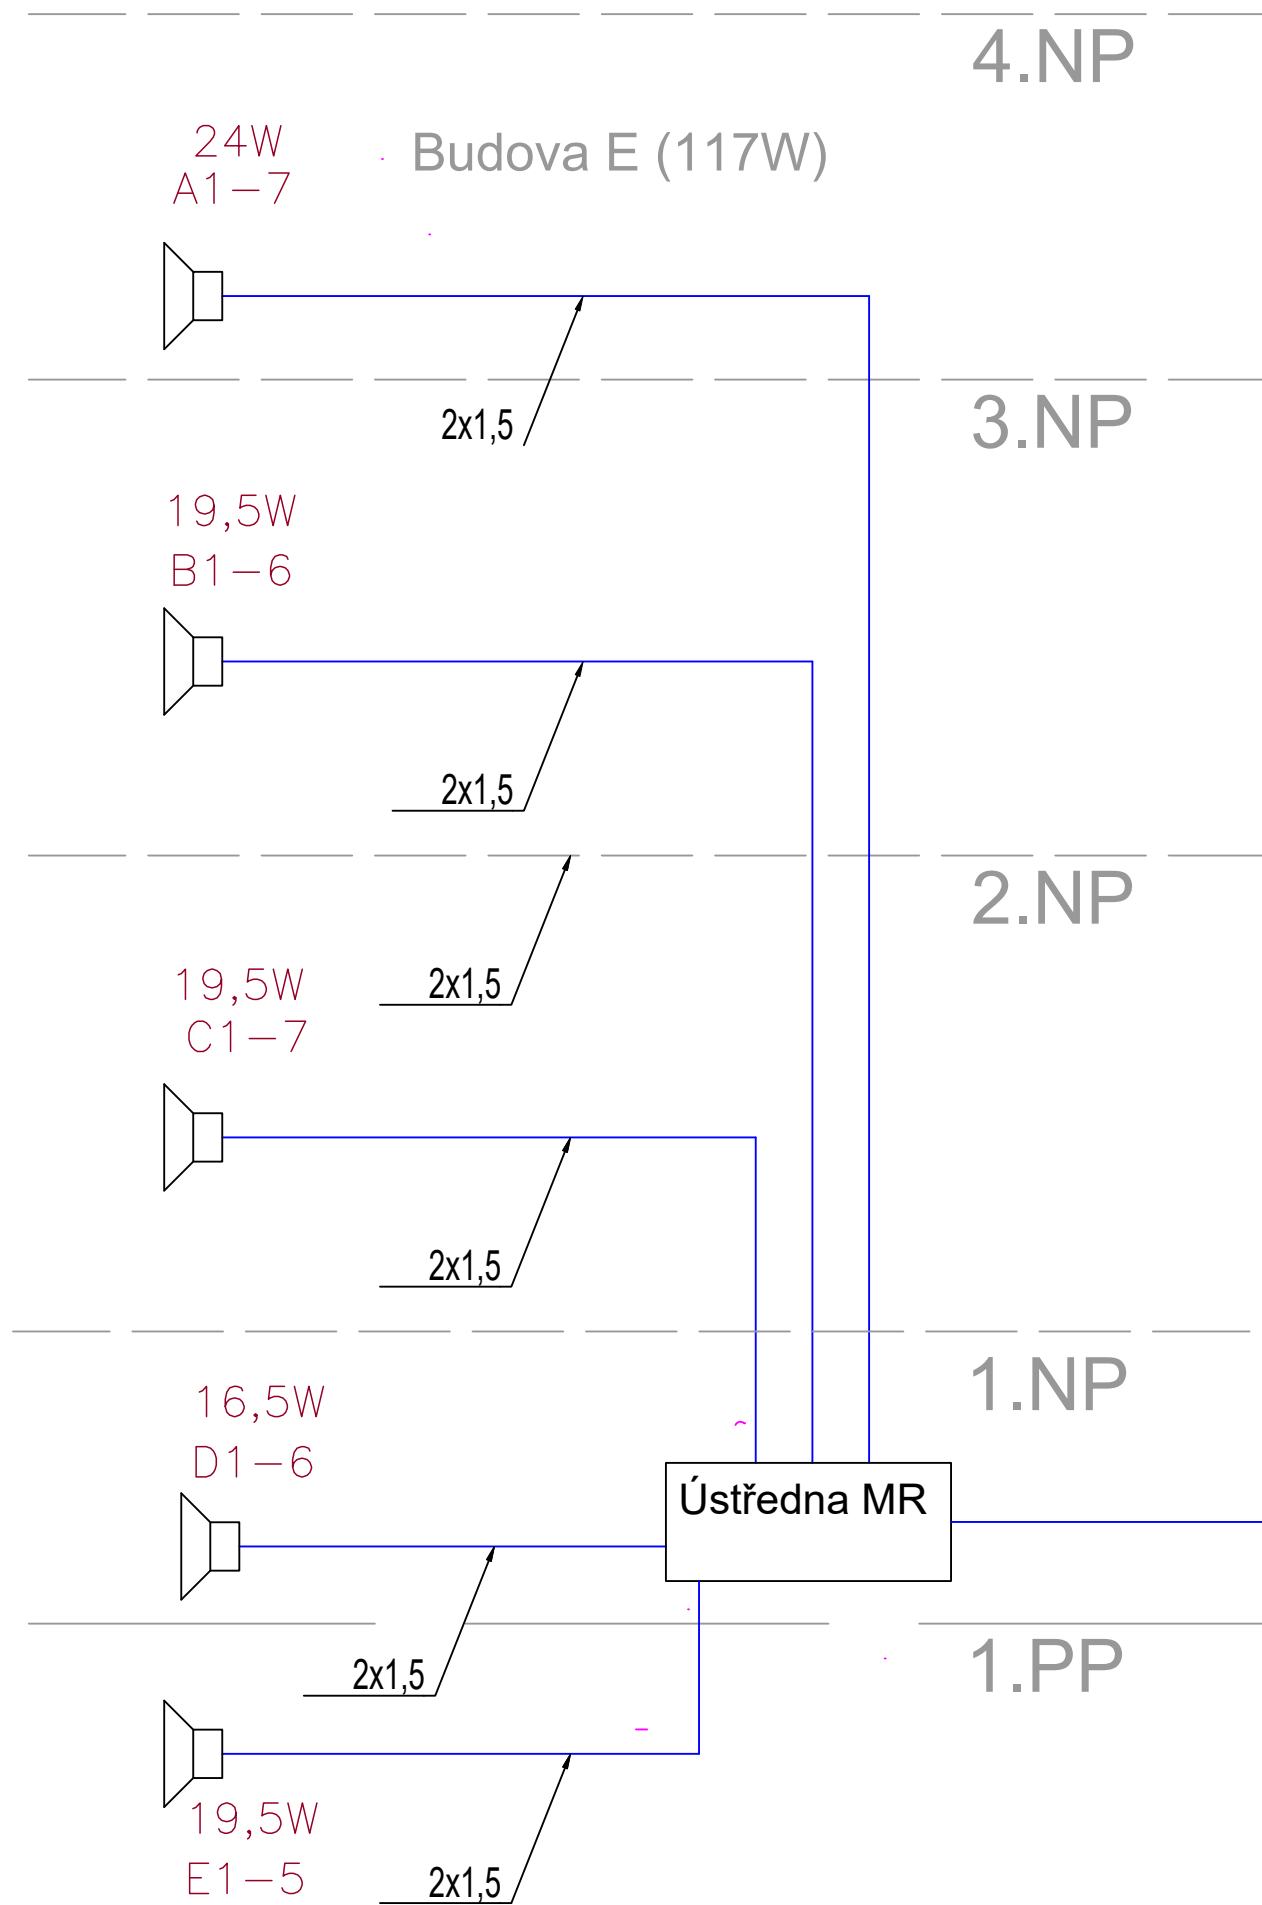 4.NP
24W
A1-7
Budova E (117W)
3.NP
2x1,5
19,5W
B1-6
2x1,5
2.NP
19,5W
C1-7
2x1,5
2x1,5
1.NP
16,5W
D1-6
Ústředna MR
1.PP
2x1,5
19,5W
E1-5
2x1,5